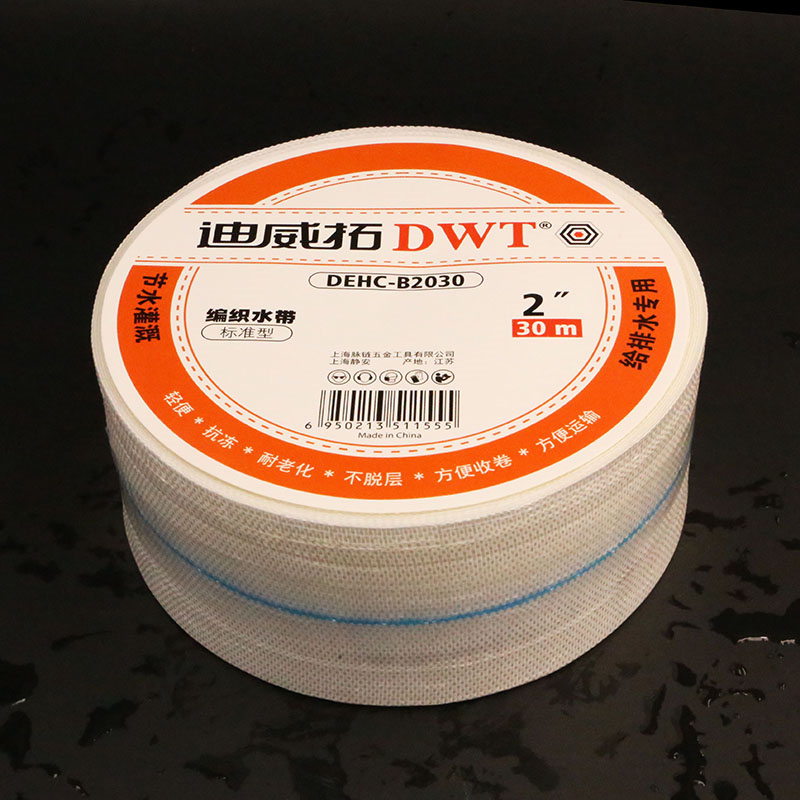 迪威拓 DWT®
DEHC-B2030
节水灌溉
编织水带
标准型
2″
30 m
给排水专用
上海脉链五金工具有限公司
上海静安 产地:江苏
6 950213 511555
Made in China
轻便 * 抗冻 * 耐老化 * 不脱层 * 方便收卷 * 方便运输